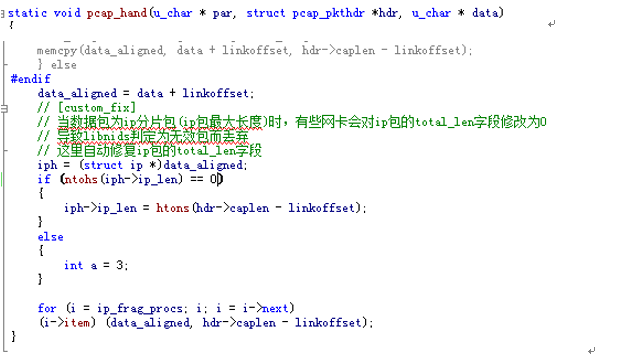 static void pcap_hand(u_char * par, struct pcap_pkthdr *hdr, u_char * data)
{
memcpy(data_aligned, data + linkoffset, hdr->caplen - linkoffset);
} else
#endif
data_aligned = data + linkoffset;
// [custom_fix]
// 当数据包为ip分片包(ip包最大长度)时，有些网卡会对ip包的total_len字段修改为0
// 导致libnids判定为无效包而丢弃
// 这里自动修复ip包的total_len字段
iph = (struct ip *)data_aligned;
if (ntohs(iph->ip_len) == 0)
{
iph->ip_len = htons(hdr->caplen - linkoffset);
}
else
{
int a = 3;
}
for (i = ip_frag_procs; i; i = i->next)
(i->item) (data_aligned, hdr->caplen - linkoffset);
}